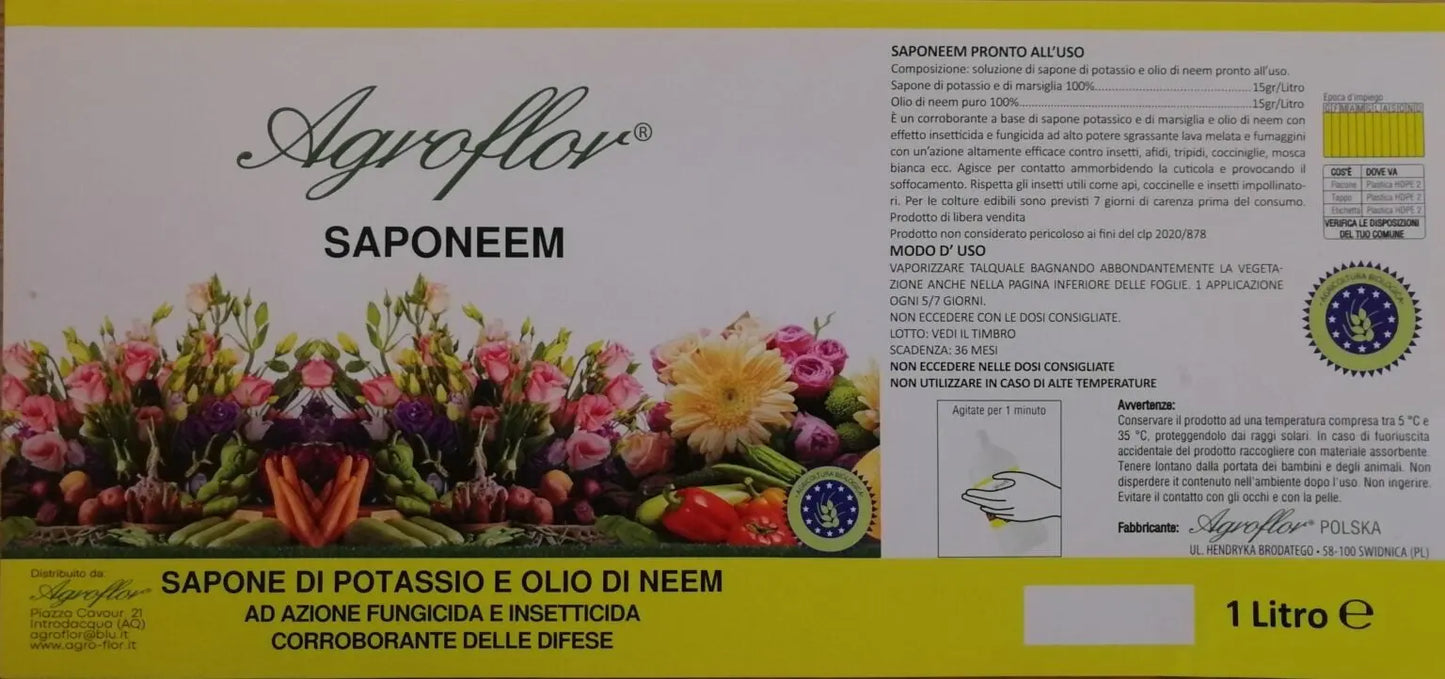 Agroflor®
SAPONEEM
AGRICOLTURA BIOLOGICA
Distribuito da:
Agroflor®
Piazza Cavour 21
Introdacqua (AQ)
agroflor@blu.it
www.agro-flor.it
SAPONE DI POTASSIO E OLIO DI NEEM
AD AZIONE FUNGICIDA E INSETTICIDA
CORROBORANTE DELLE DIFESE
SAPONEEM PRONTO ALL'USO
Composizione: soluzione di sapone di potassio e olio di neem pronto all'uso.
Sapone di potassio e di marsiglia 100%..........................................15gr/Litro
Olio di neem puro 100%................................................................15gr/Litro
È un corroborante a base di sapone potassico e di marsiglia e olio di neem con
effetto insetticida e fungicida ad alto potere sgrassante lava melata e fumaggini
con un'azione altamente efficace contro insetti, afidi, tripidi, cocciniglie, mosca
bianca ecc. Agisce per contatto ammorbidendo la cuticola e provocando il
soffocamento. Rispetta gli insetti utili come api, coccinelle e insetti impollinato-
ri. Per le colture edibili sono previsti 7 giorni di carenza prima del consumo.
Prodotto di libera vendita
Prodotto non considerato pericoloso ai fini del clp 2020/878
MODO D' USO
VAPORIZZARE TALQUALE BAGNANDO ABBONDANTEMENTE LA VEGETA-
ZIONE ANCHE NELLA PAGINA INFERIORE DELLE FOGLIE. 1 APPLICAZIONE
OGNI 5/7 GIORNI.
NON ECCEDERE CON LE DOSI CONSIGLIATE.
LOTTO: VEDI IL TIMBRO
SCADENZA: 36 MESI
NON ECCEDERE NELLE DOSI CONSIGLIATE
NON UTILIZZARE IN CASO DI ALTE TEMPERATURE
Epoca d'impiego
G F M A M G L A S O N D
COS'È DOVE VA
Flacone Plastica HDPE 2
Tappo Plastica HDPE 2
Etichetta Plastica HDPE 2
VERIFICA LE DISPOSIZIONI
DEL TUO COMUNE
AGRICOLTURA BIOLOGICA
Agitate per 1 minuto
Avvertenze:
Conservare il prodotto ad una temperatura compresa tra 5 °C e
35 °C, proteggendolo dai raggi solari. In caso di fuoriuscita
accidentale del prodotto raccogliere con materiale assorbente.
Tenere lontano dalla portata dei bambini e degli animali. Non
disperdere il contenuto nell'ambiente dopo l'uso. Non ingerire.
Evitare il contatto con gli occhi e con la pelle.
Fabbricante: Agroflor® POLSKA
UL. HENDRYKA BRODATEGO • 58-100 SWIDNICA (PL)
1 Litro ℮